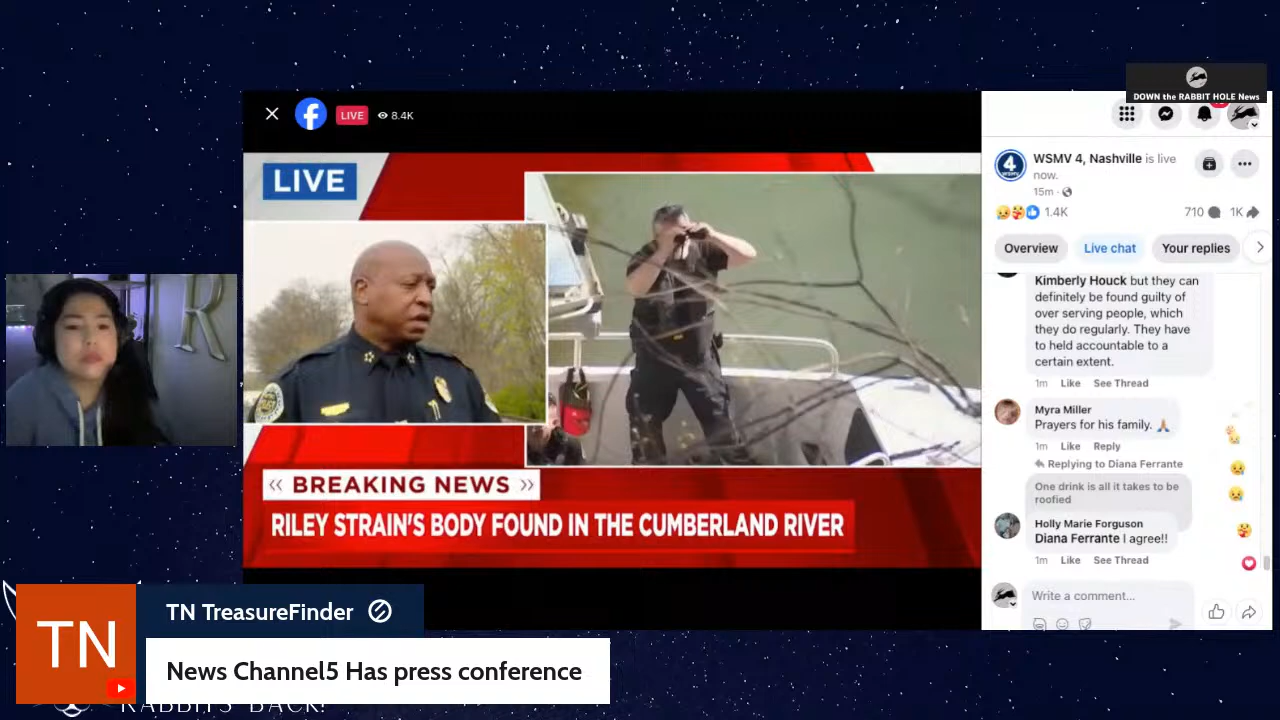 DOWN the RABBIT HOLE News
LIVE
8.4K
LIVE
« BREAKING NEWS »
RILEY STRAIN'S BODY FOUND IN THE CUMBERLAND RIVER
WSMV 4, Nashville is live
now.
15m ·
1.4K
710
1K
Overview
Live chat
Your replies
Kimberly Houck but they can
definitely be found guilty of
over serving people, which
they do regularly. They have
to held accountable to a
certain extent.
1m Like See Thread
Myra Miller
Prayers for his family. 🙏
1m Like Reply
Replying to Diana Ferrante
One drink is all it takes to be
roofied
Holly Marie Forguson
Diana Ferrante I agree!!
1m Like See Thread
Write a comment...
R
TN
TN TreasureFinder
News Channel5 Has press conference
RABBITS BACK!